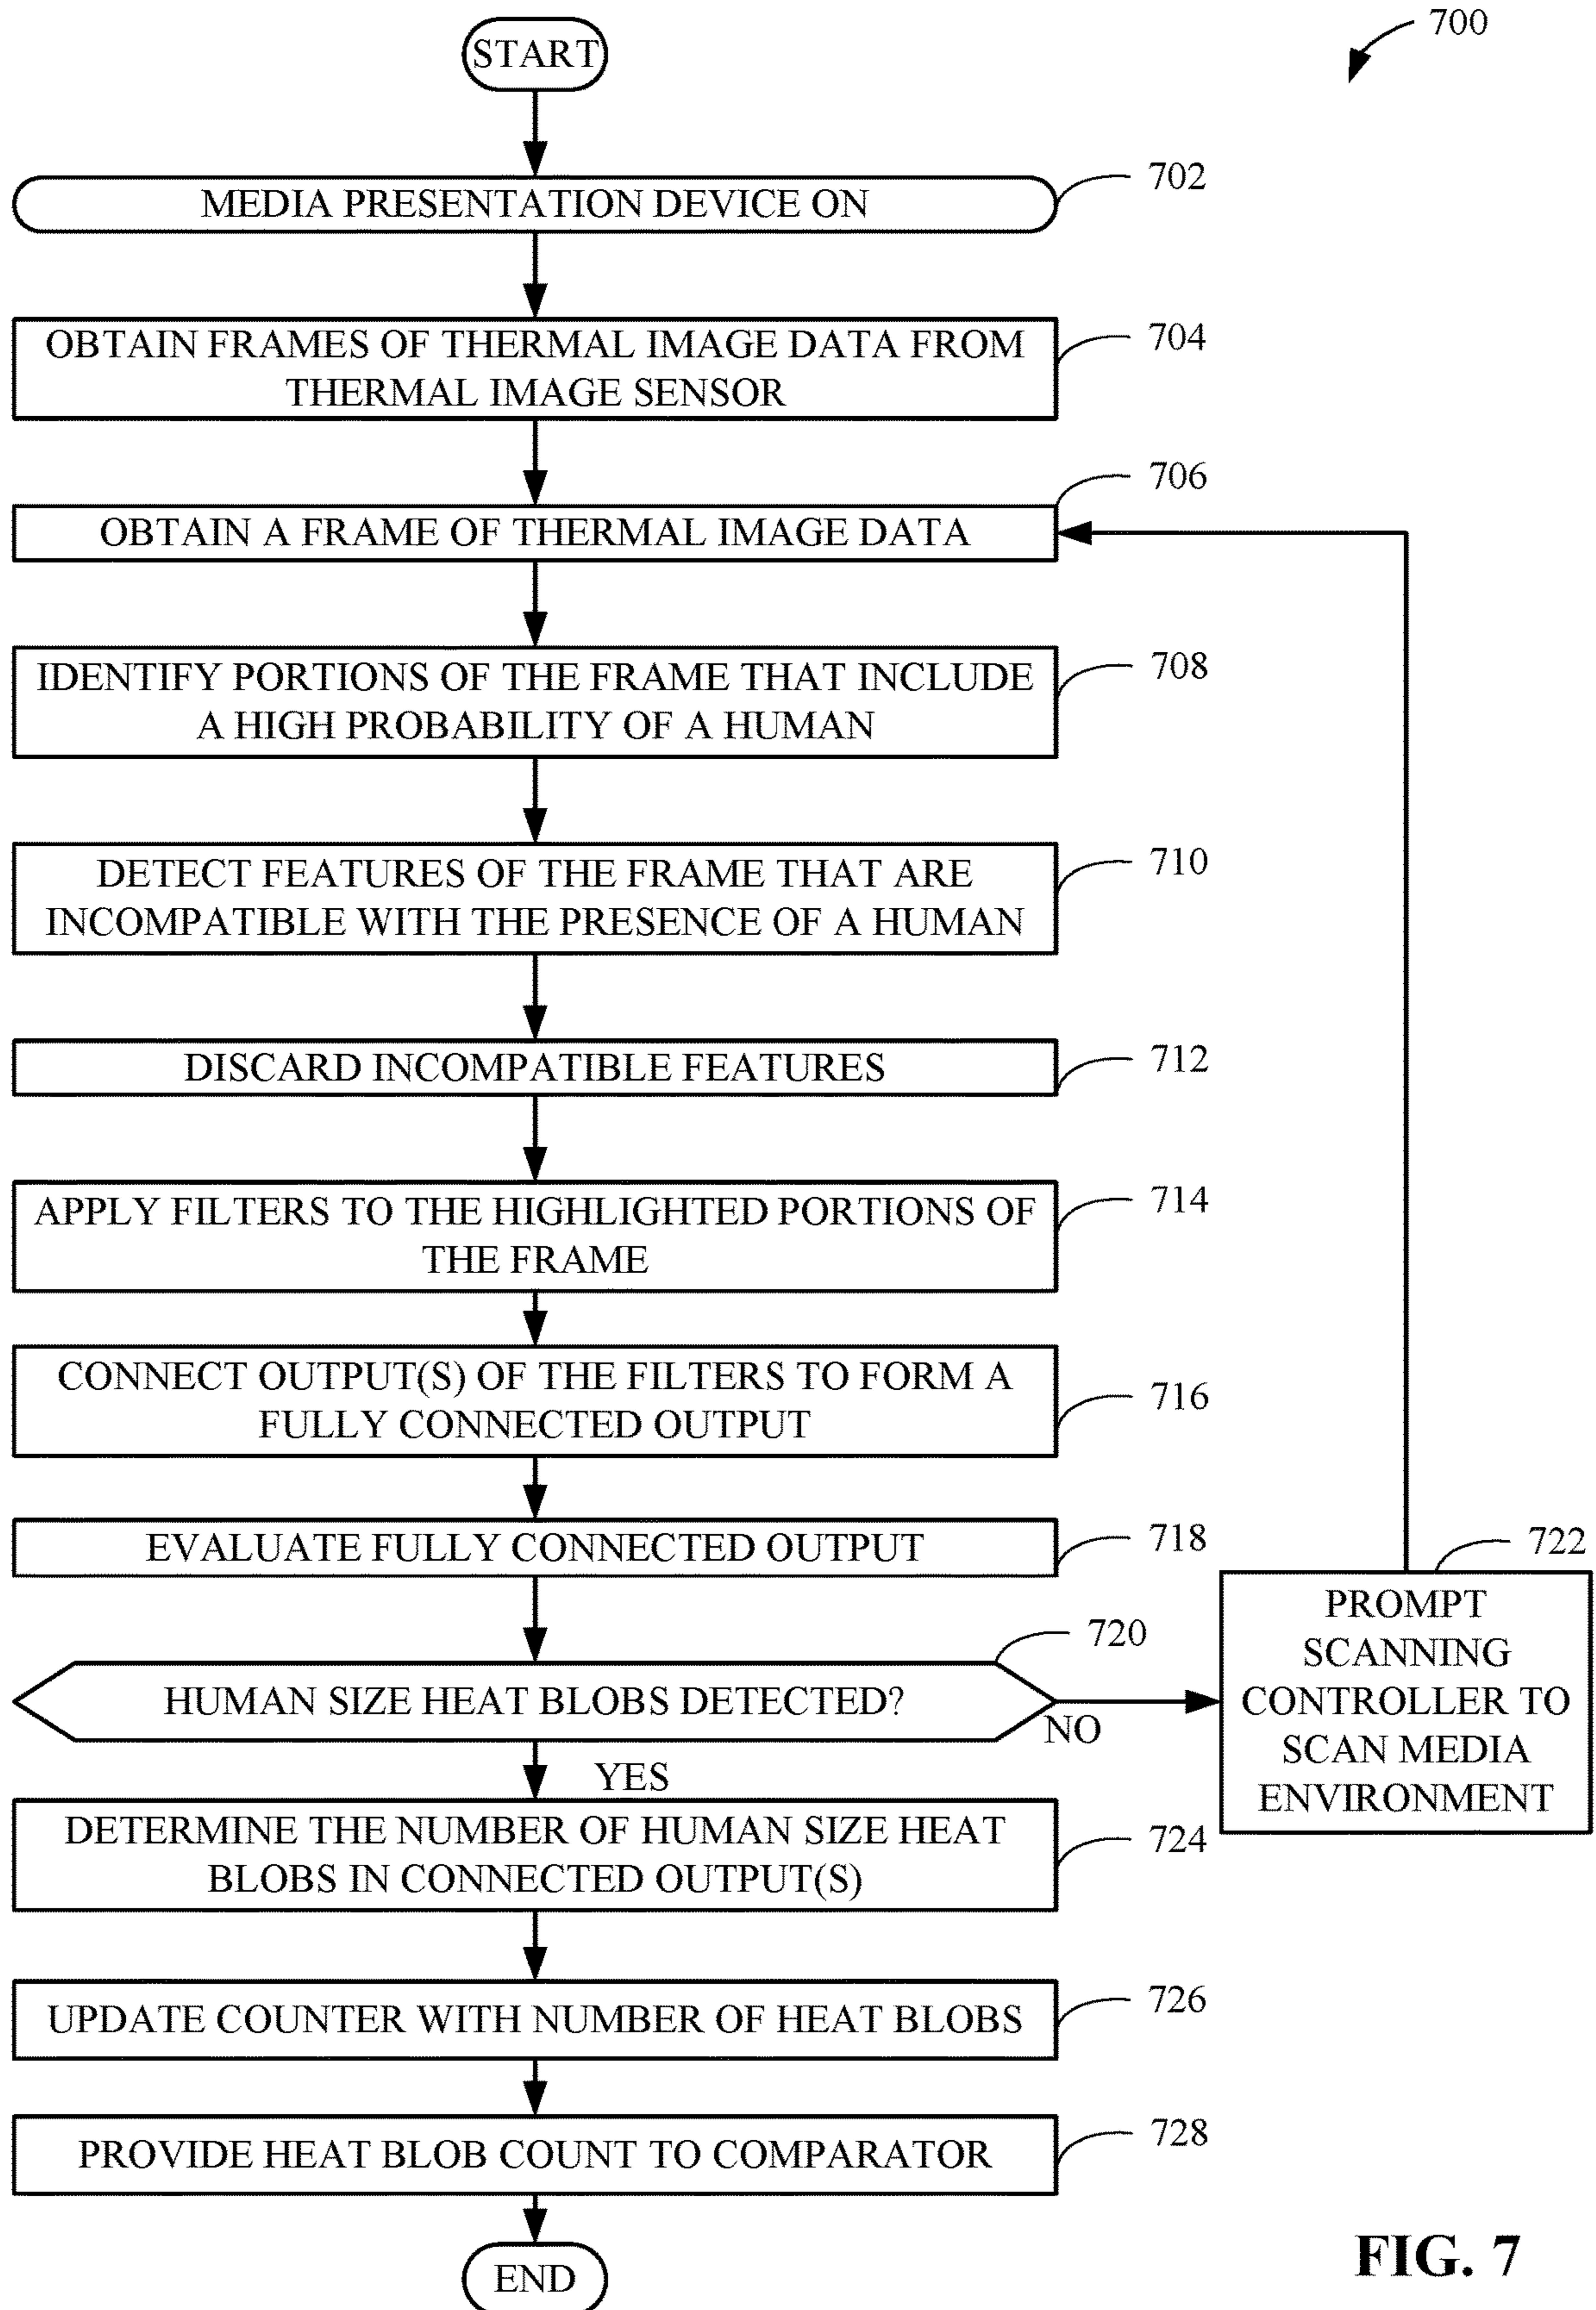 700
START
MEDIA PRESENTATION DEVICE ON
702
OBTAIN FRAMES OF THERMAL IMAGE DATA FROM
THERMAL IMAGE SENSOR
704
706
OBTAIN A FRAME OF THERMAL IMAGE DATA
IDENTIFY PORTIONS OF THE FRAME THAT INCLUDE
A HIGH PROBABILITY OF A HUMAN
708
DETECT FEATURES OF THE FRAME THAT ARE
INCOMPATIBLE WITH THE PRESENCE OF A HUMAN
710
DISCARD INCOMPATIBLE FEATURES
712
APPLY FILTERS TO THE HIGHLIGHTED PORTIONS OF
THE FRAME
714
CONNECT OUTPUT(S) OF THE FILTERS TO FORM A
FULLY CONNECTED OUTPUT
716
EVALUATE FULLY CONNECTED OUTPUT
718
720
HUMAN SIZE HEAT BLOBS DETECTED?
NO
722
PROMPT
SCANNING
CONTROLLER TO
SCAN MEDIA
ENVIRONMENT
YES
DETERMINE THE NUMBER OF HUMAN SIZE HEAT
BLOBS IN CONNECTED OUTPUT(S)
724
UPDATE COUNTER WITH NUMBER OF HEAT BLOBS
726
PROVIDE HEAT BLOB COUNT TO COMPARATOR
728
END
FIG. 7